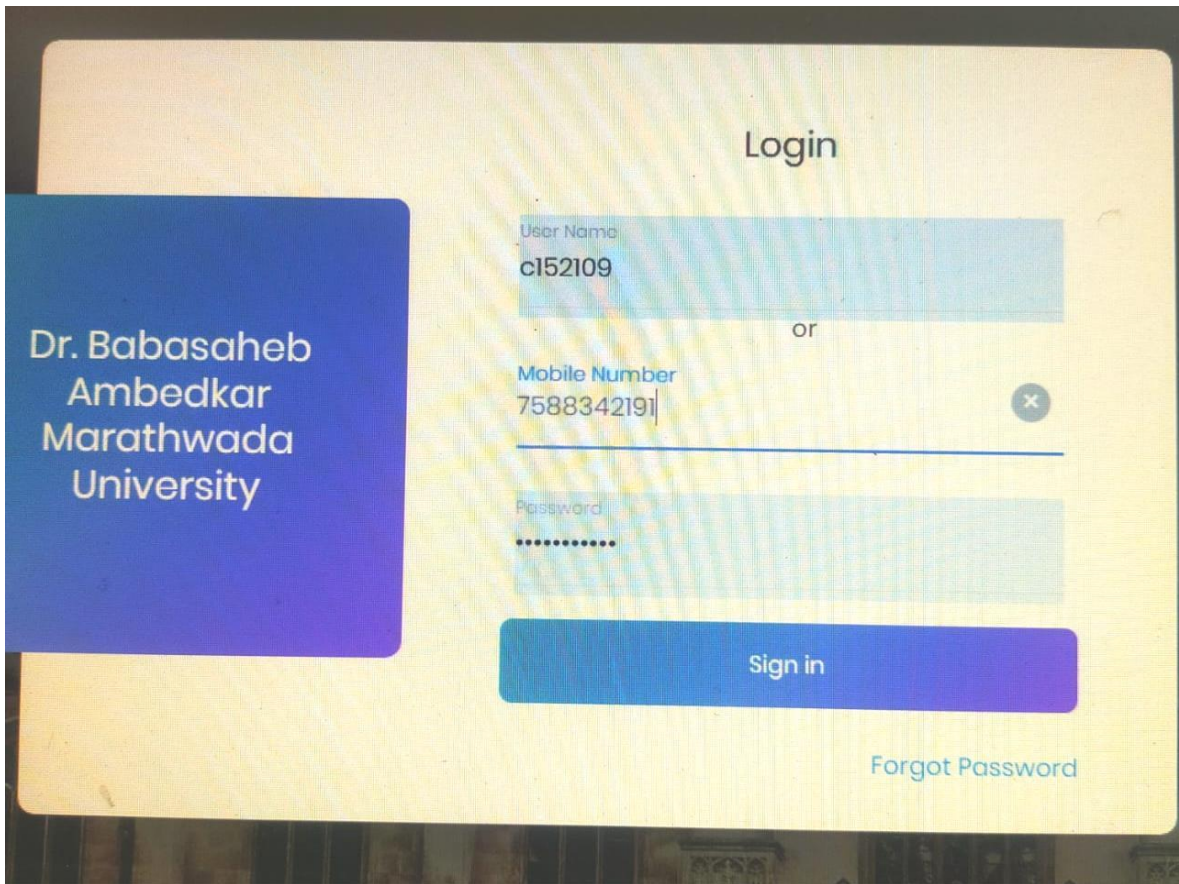 Login
User Name
c152109
or
Mobile Number
7588342191
Password
•••••••••••
Sign in
Forgot Password
Dr. Babasaheb
Ambedkar
Marathwada
University